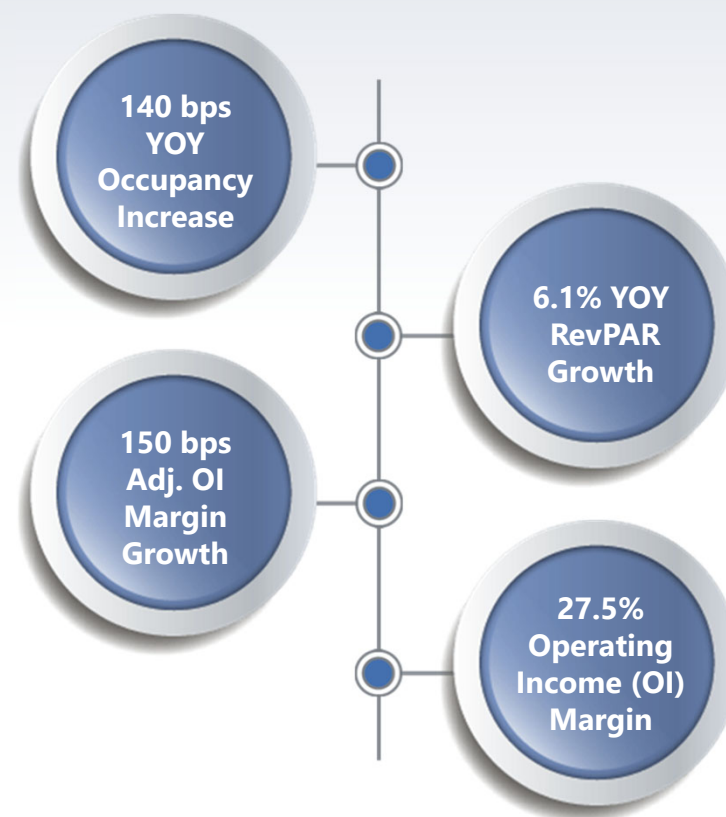 140 bps
YOY
Occupancy
Increase
6.1% YOY
RevPAR
Growth
150 bps
Adj. OI
Margin
Growth
27.5%
Operating
Income (OI)
Margin